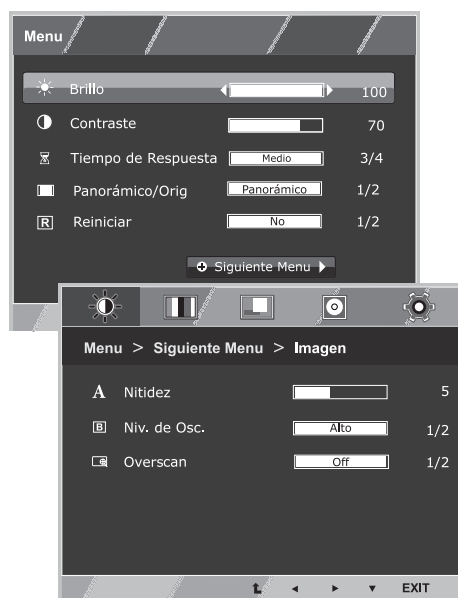 Menu
Brillo 100
Contraste 70
Tiempo de Respuesta Medio 3/4
Panorámico/Orig Panorámico 1/2
R Reiniciar No 1/2
Siguiente Menu
Menu > Siguiente Menu > Imagen
A Nitidez 5
B Niv. de Osc. Alto 1/2
Overscan Off 1/2
EXIT